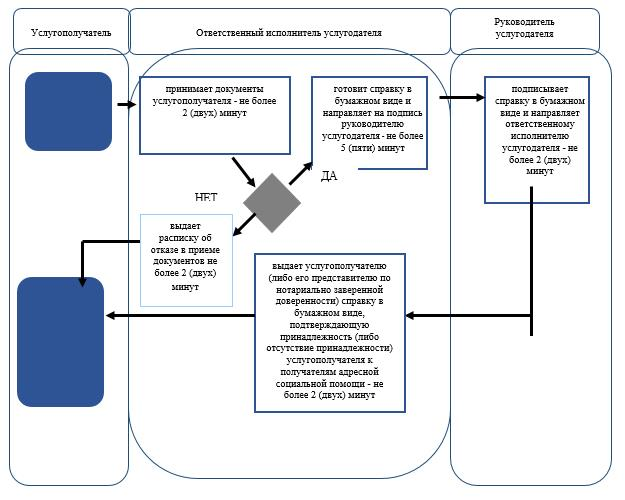 Услугополучатель
Ответственный исполнитель услугодателя
Руководитель
услугодателя
принимает документы
услугополучателя - не более
2 (двух) минут
готовит справку в
бумажном виде и
направляет на подпись
руководителю
услугодателя - не более
5 (пяти) минут
подписывает
справку в бумажном
виде и направляет
ответственному
исполнителю
услугодателя - не
более 2 (двух)
минут
ДА
НЕТ
выдает
расписку об
отказе в приеме
документов не
более 2 (двух)
минут
выдает услугополучателю
(либо его представителю по
нотариально заверенной
доверенности) справку в
бумажном виде,
подтверждающую
принадлежность (либо
отсутствие принадлежности)
услугополучателя к
получателям адресной
социальной помощи - не
более 2 (двух) минут